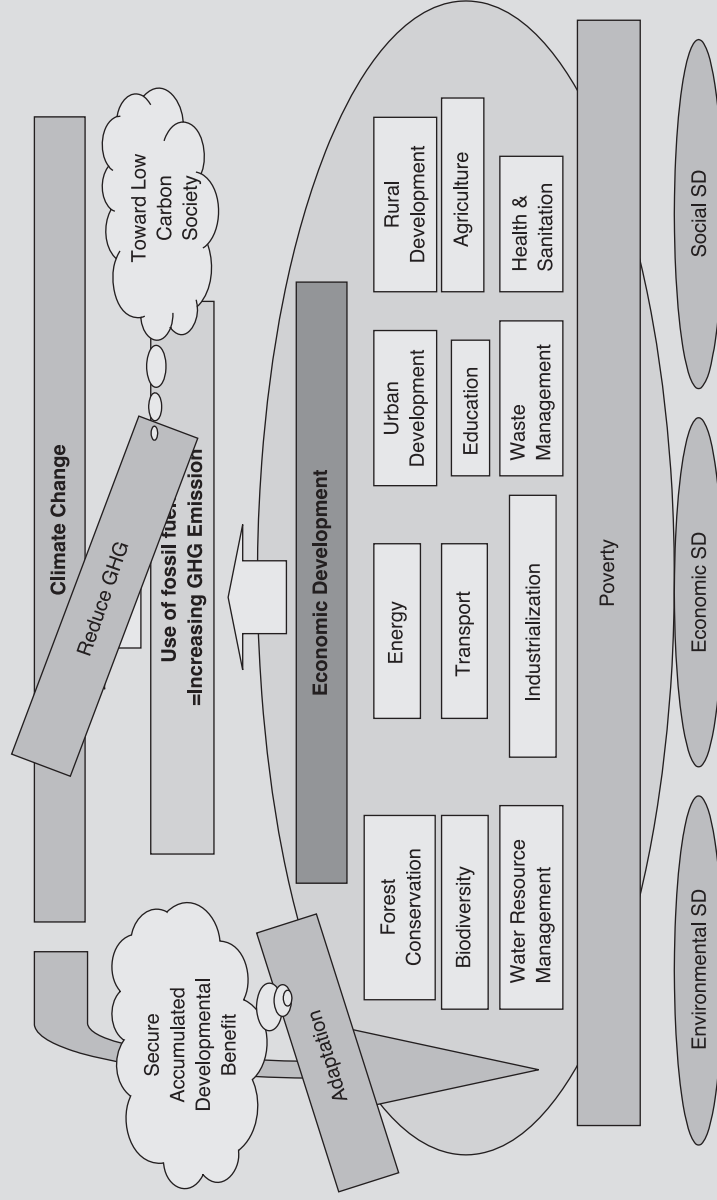 Climate Change
Reduce GHG
Use of fossil fuel
=Increasing GHG Emission
Toward Low
Carbon
Society
Secure
Accumulated
Developmental
Benefit
Adaptation
Economic Development
Forest
Conservation
Energy
Urban
Development
Rural
Development
Biodiversity
Transport
Education
Agriculture
Water Resource
Management
Industrialization
Waste
Management
Health &
Sanitation
Poverty
Environmental SD
Economic SD
Social SD